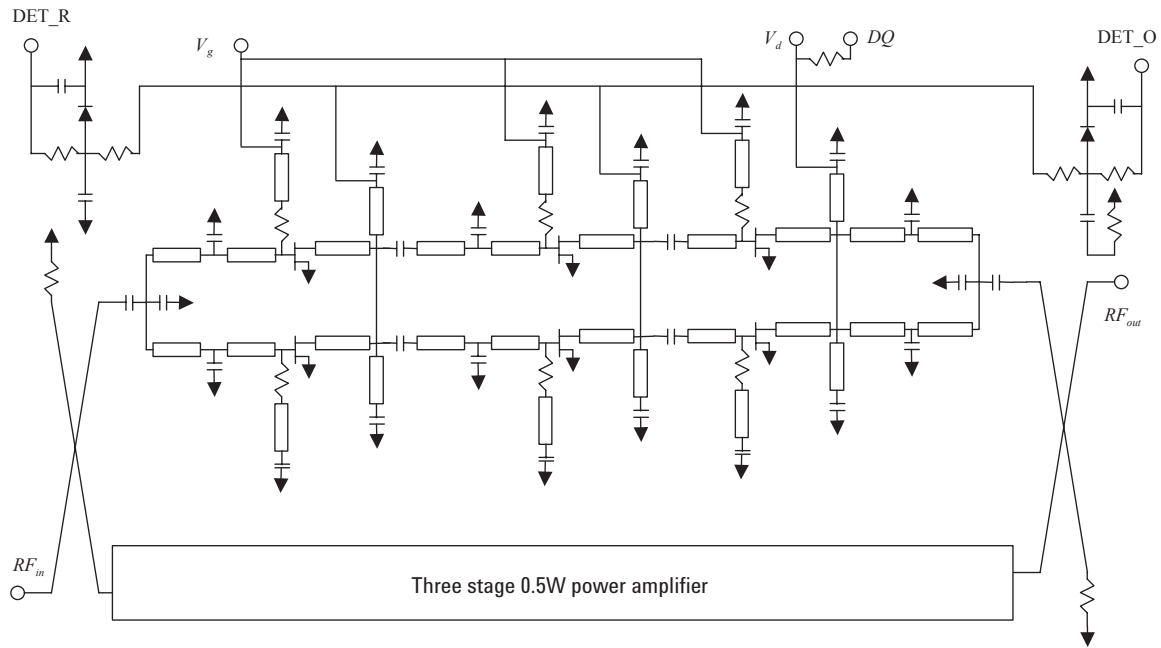 DET_R
V_g
V_d
DQ
DET_O
RF_out
RF_in
Three stage 0.5W power amplifier